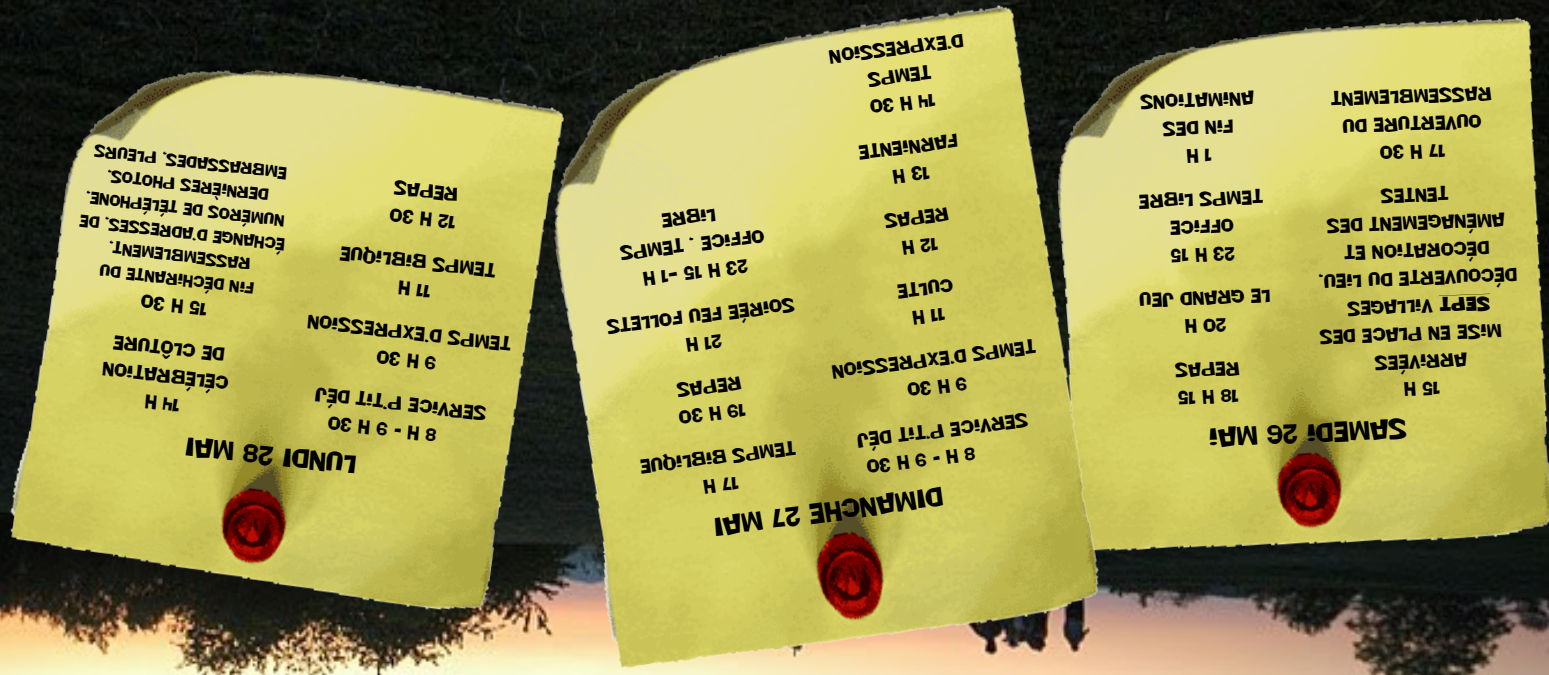 SAMEDi 26 MAi
15 H
ARRiVÉES
MiSE EN PLACE DES
SEPT ViLLAGES
DÉCOUVERTE DU LiEU.
DÉCORATiON ET
AMÉNAGEMENT DES
TENTES
17 H 30
OUVERTURE DU
RASSEMBLEMENT
18 H 15
REPAS
20 H
LE GRAND JEU
23 H 15
OFFiCE
TEMPS LiBRE
1 H
FiN DES
ANiMATiONS
DIMANCHE 27 MAI
8 H - 9 H 30
SERViCE P'TiT DÉJ
9 H 30
TEMPS D'EXPRESSiON
11 H
CULTE
12 H
REPAS
13 H
FARNiENTE
14 H 30
TEMPS
D'EXPRESSiON
17 H
TEMPS BiBLiQUE
19 H 30
REPAS
21 H
SOiRÉE FEU FOLLETS
23 H 15 -1 H
OFFiCE . TEMPS
LiBRE
LUNDI 28 MAI
8 H - 9 H 30
SERViCE P'TiT DÉJ
9 H 30
TEMPS D'EXPRESSiON
11 H
TEMPS BiBLiQUE
12 H 30
REPAS
14 H
CÉLÉBRATiON
DE CLÔTURE
15 H 30
FiN DÉCHiRANTE DU
RASSEMBLEMENT.
ÉCHANGE D'ADRESSES, DE
NUMÉROS DE TÉLÉPHONE.
DERNiÈRES PHOTOS.
EMBRASSADES. PLEURS